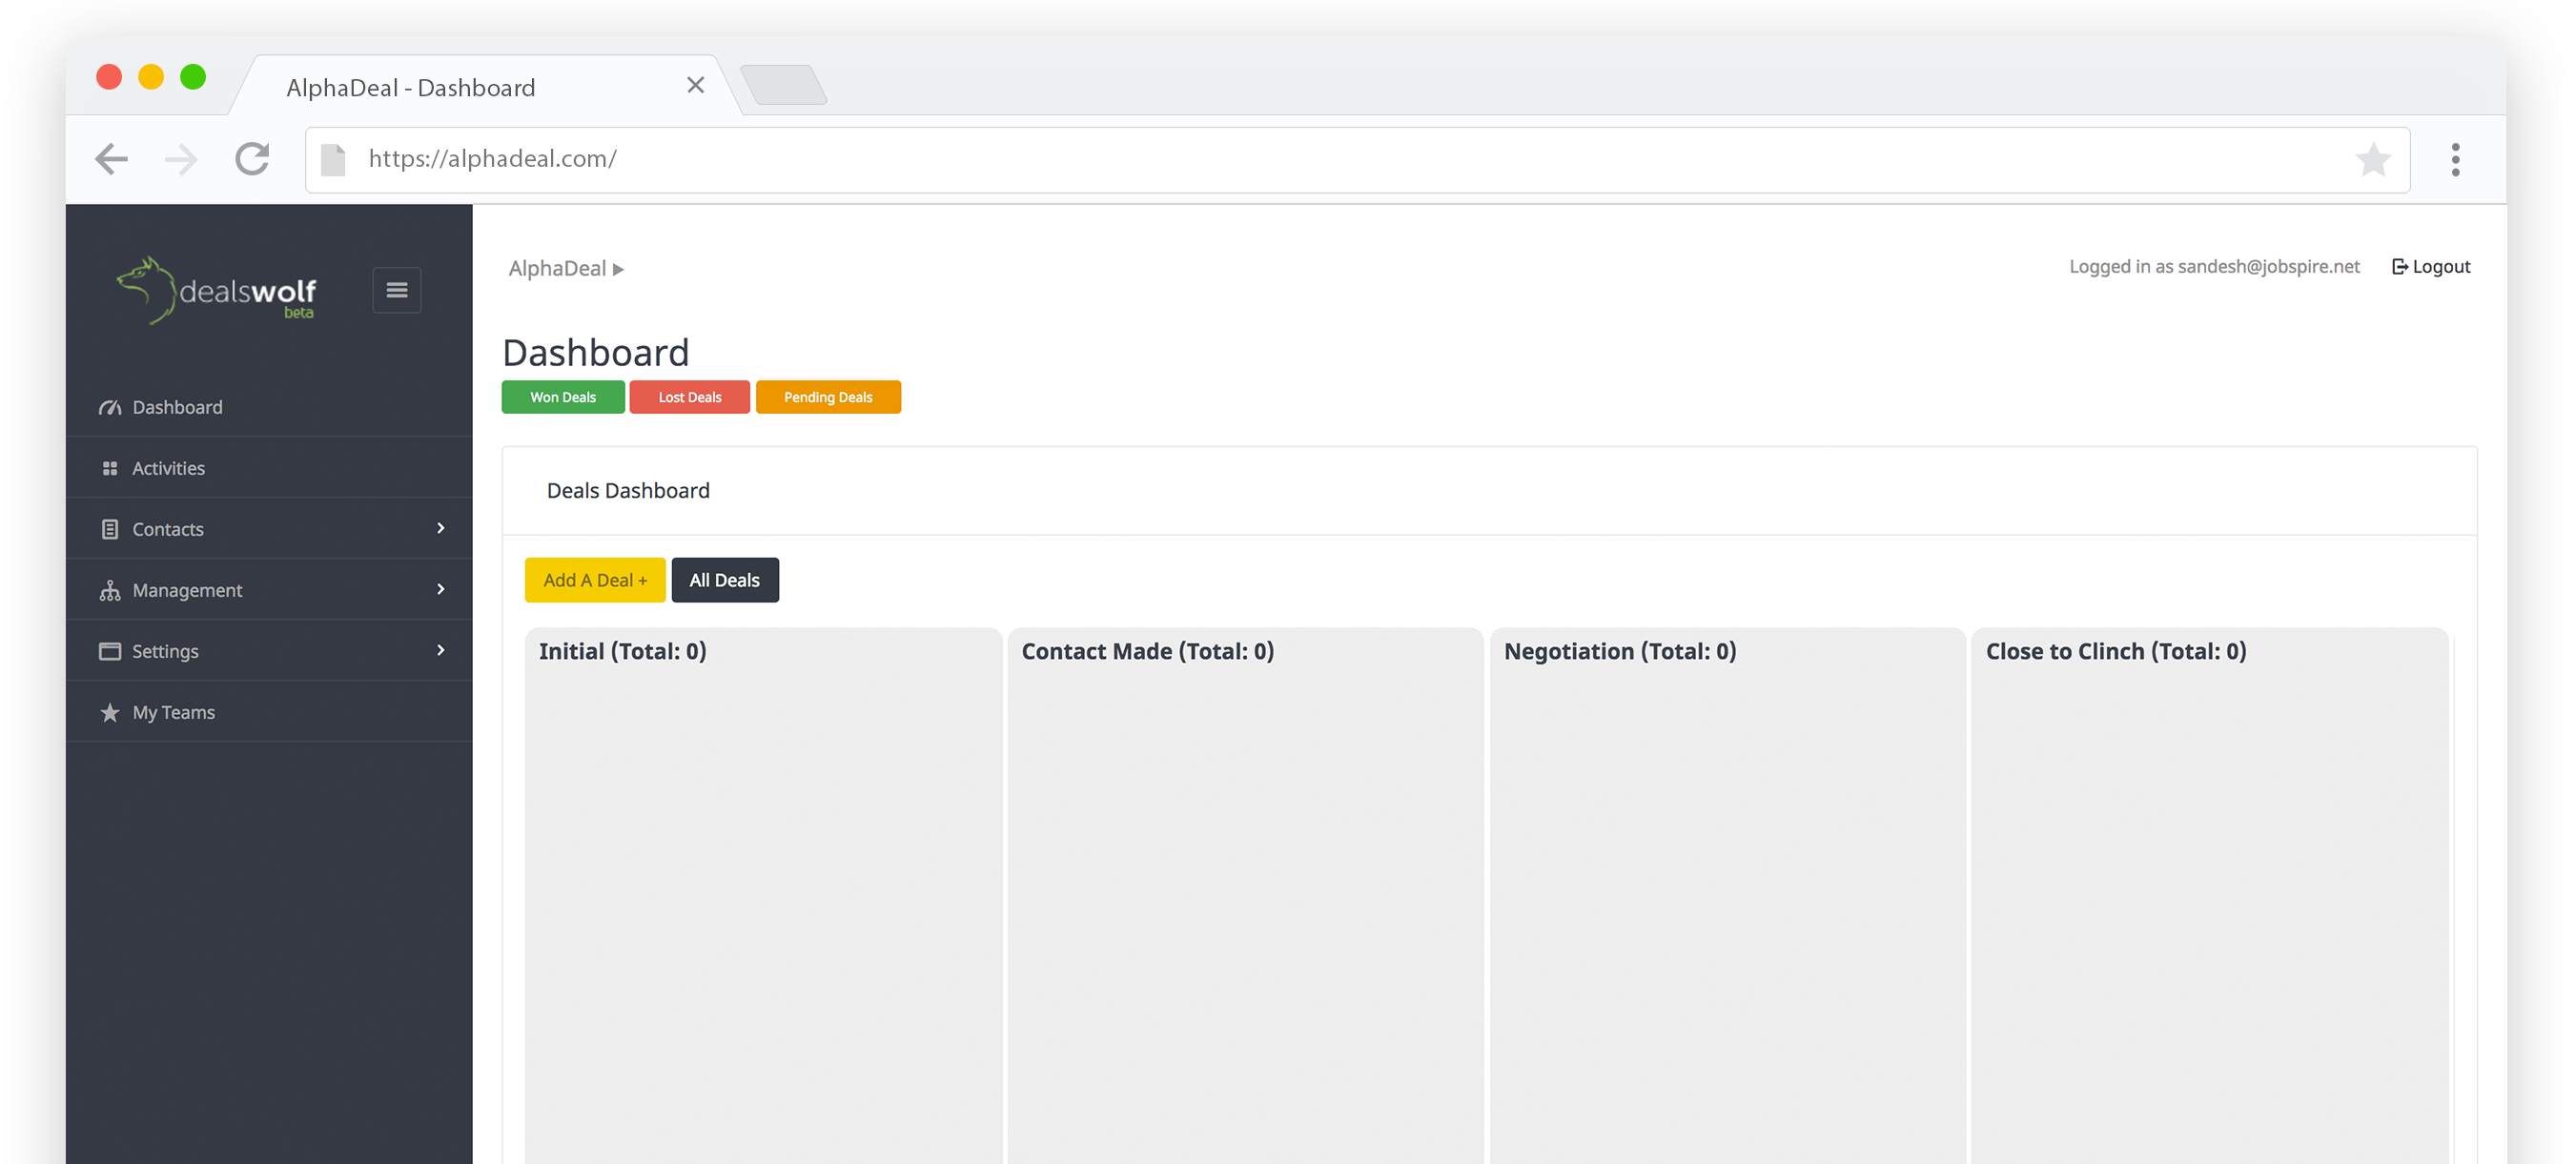 AlphaDeal - Dashboard
https://alphadeal.com/
dealswolf
beta
AlphaDeal
Logged in as sandesh@jobspire.net Logout
Dashboard
Won Deals Lost Deals Pending Deals
Dashboard
Activities
Contacts
Management
Settings
My Teams
Deals Dashboard
Add A Deal + All Deals
Initial (Total: 0) Contact Made (Total: 0) Negotiation (Total: 0) Close to Clinch (Total: 0)